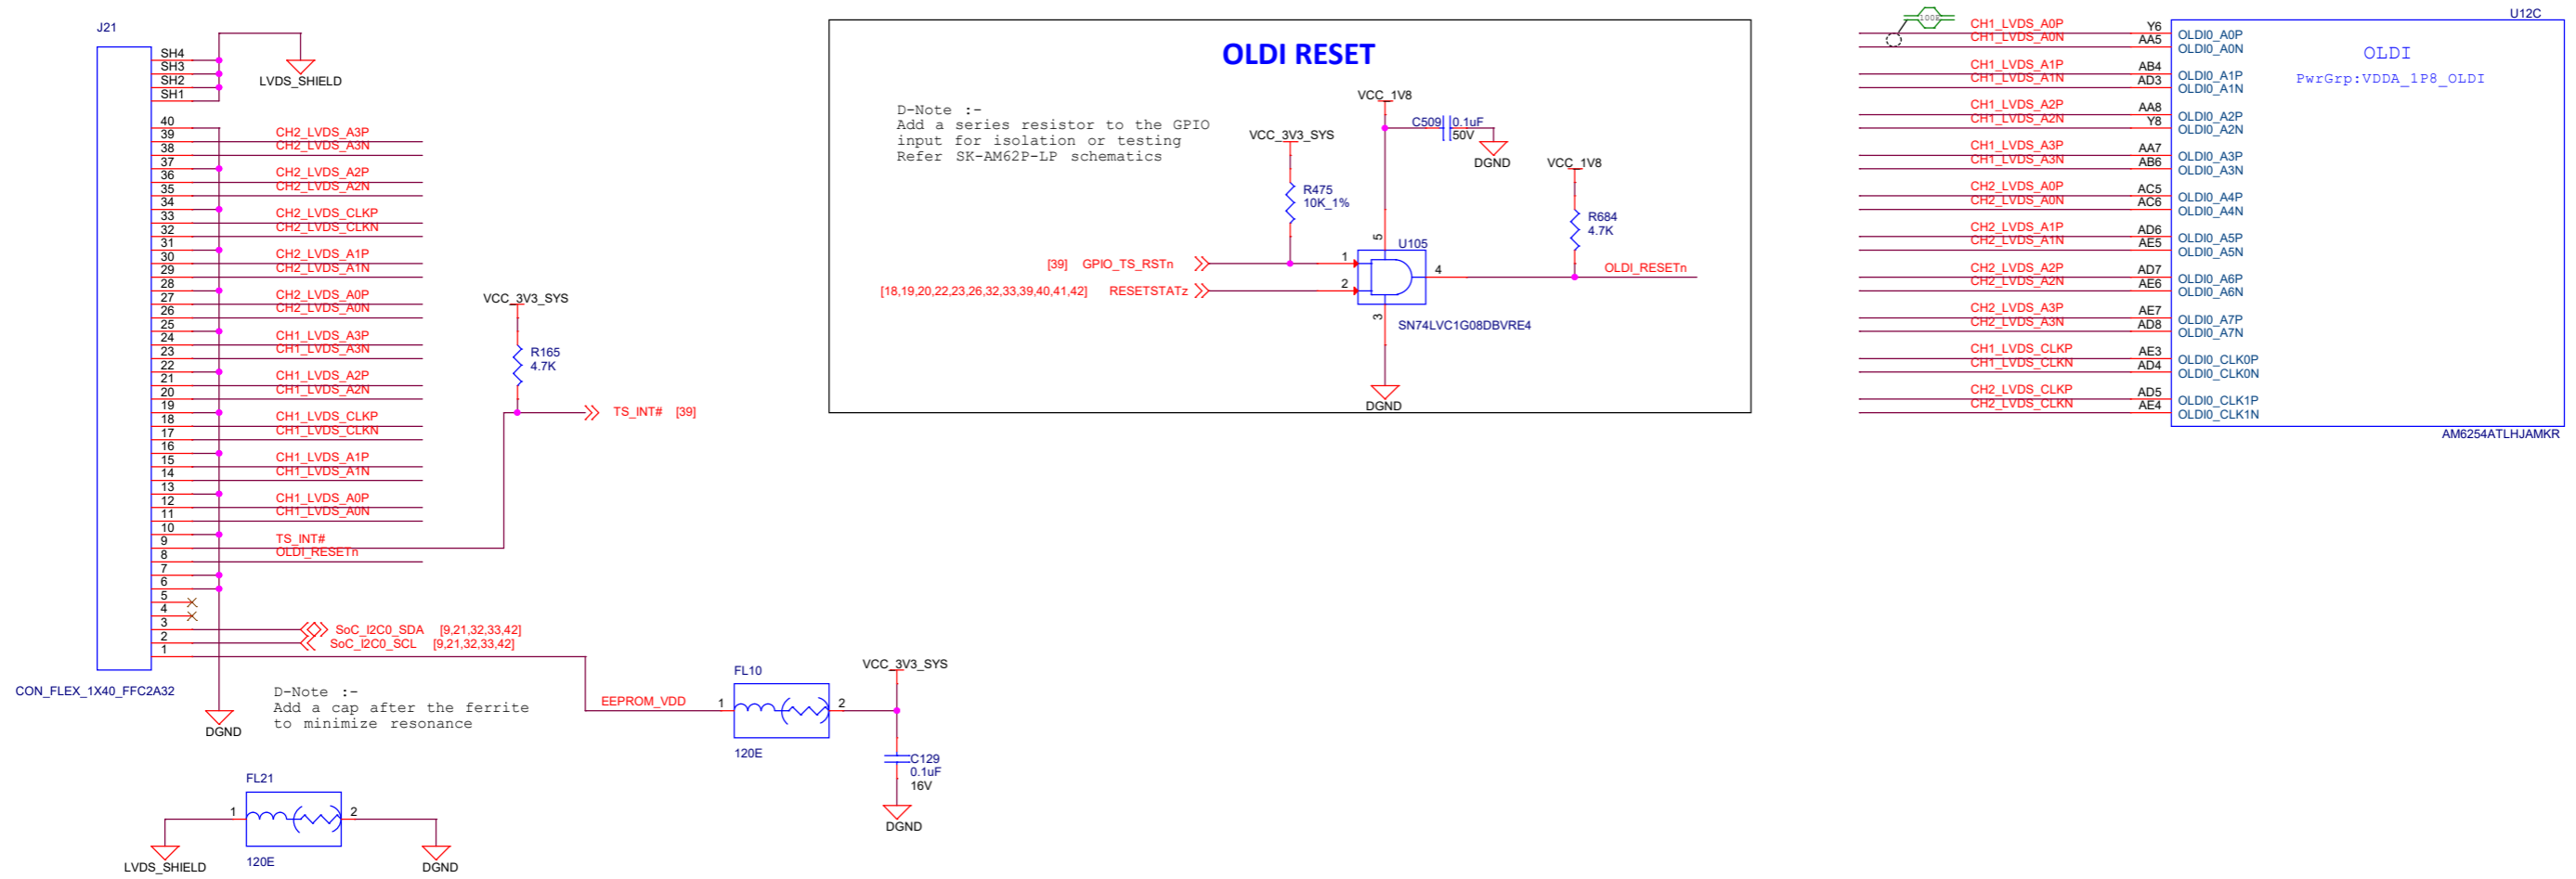 J21
SH4
SH3
SH2
SH1
LVDS_SHIELD
40
39 CH2_LVDS_A3P
38 CH2_LVDS_A3N
37
36 CH2_LVDS_A2P
35 CH2_LVDS_A2N
34
33 CH2_LVDS_CLKP
32 CH2_LVDS_CLKN
31
30 CH2_LVDS_A1P
29 CH2_LVDS_A1N
28
27 CH2_LVDS_A0P
26 CH2_LVDS_A0N
25
24 CH1_LVDS_A3P
23 CH1_LVDS_A3N
22
21 CH1_LVDS_A2P
20 CH1_LVDS_A2N
19
18 CH1_LVDS_CLKP
17 CH1_LVDS_CLKN
16
15 CH1_LVDS_A1P
14 CH1_LVDS_A1N
13
12 CH1_LVDS_A0P
11 CH1_LVDS_A0N
10
9 TS_INT#
8 OLDI_RESETn
7
6
5
4
3 SoC_I2C0_SDA [9,21,32,33,42]
2 SoC_I2C0_SCL [9,21,32,33,42]
1
CON_FLEX_1X40_FFC2A32
DGND
D-Note :-
Add a cap after the ferrite
to minimize resonance
VCC_3V3_SYS
R165
4.7K
TS_INT# [39]
EEPROM_VDD
FL10
1 2
120E
VCC_3V3_SYS
C129
0.1uF
16V
DGND
FL21
1 2
120E
LVDS_SHIELD
DGND
OLDI RESET
D-Note :-
Add a series resistor to the GPIO
input for isolation or testing
Refer SK-AM62P-LP schematics
VCC_3V3_SYS
R475
10K_1%
VCC_1V8
C509 0.1uF
50V
DGND
VCC_1V8
R684
4.7K
5
U105
[39] GPIO_TS_RSTn 1
[18,19,20,22,23,26,32,33,39,40,41,42] RESETSTATz 2
4 OLDI_RESETn
3
SN74LVC1G08DBVRE4
DGND
U12C
100E
OLDI
PwrGrp:VDDA_1P8_OLDI
CH1_LVDS_A0P Y6 OLDI0_A0P
CH1_LVDS_A0N AA5 OLDI0_A0N
CH1_LVDS_A1P AB4 OLDI0_A1P
CH1_LVDS_A1N AD3 OLDI0_A1N
CH1_LVDS_A2P AA8 OLDI0_A2P
CH1_LVDS_A2N Y8 OLDI0_A2N
CH1_LVDS_A3P AA7 OLDI0_A3P
CH1_LVDS_A3N AB6 OLDI0_A3N
CH2_LVDS_A0P AC5 OLDI0_A4P
CH2_LVDS_A0N AC6 OLDI0_A4N
CH2_LVDS_A1P AD6 OLDI0_A5P
CH2_LVDS_A1N AE5 OLDI0_A5N
CH2_LVDS_A2P AD7 OLDI0_A6P
CH2_LVDS_A2N AE6 OLDI0_A6N
CH2_LVDS_A3P AE7 OLDI0_A7P
CH2_LVDS_A3N AD8 OLDI0_A7N
CH1_LVDS_CLKP AE3 OLDI0_CLK0P
CH1_LVDS_CLKN AD4 OLDI0_CLK0N
CH2_LVDS_CLKP AD5 OLDI0_CLK1P
CH2_LVDS_CLKN AE4 OLDI0_CLK1N
AM6254ATLHJAMKR